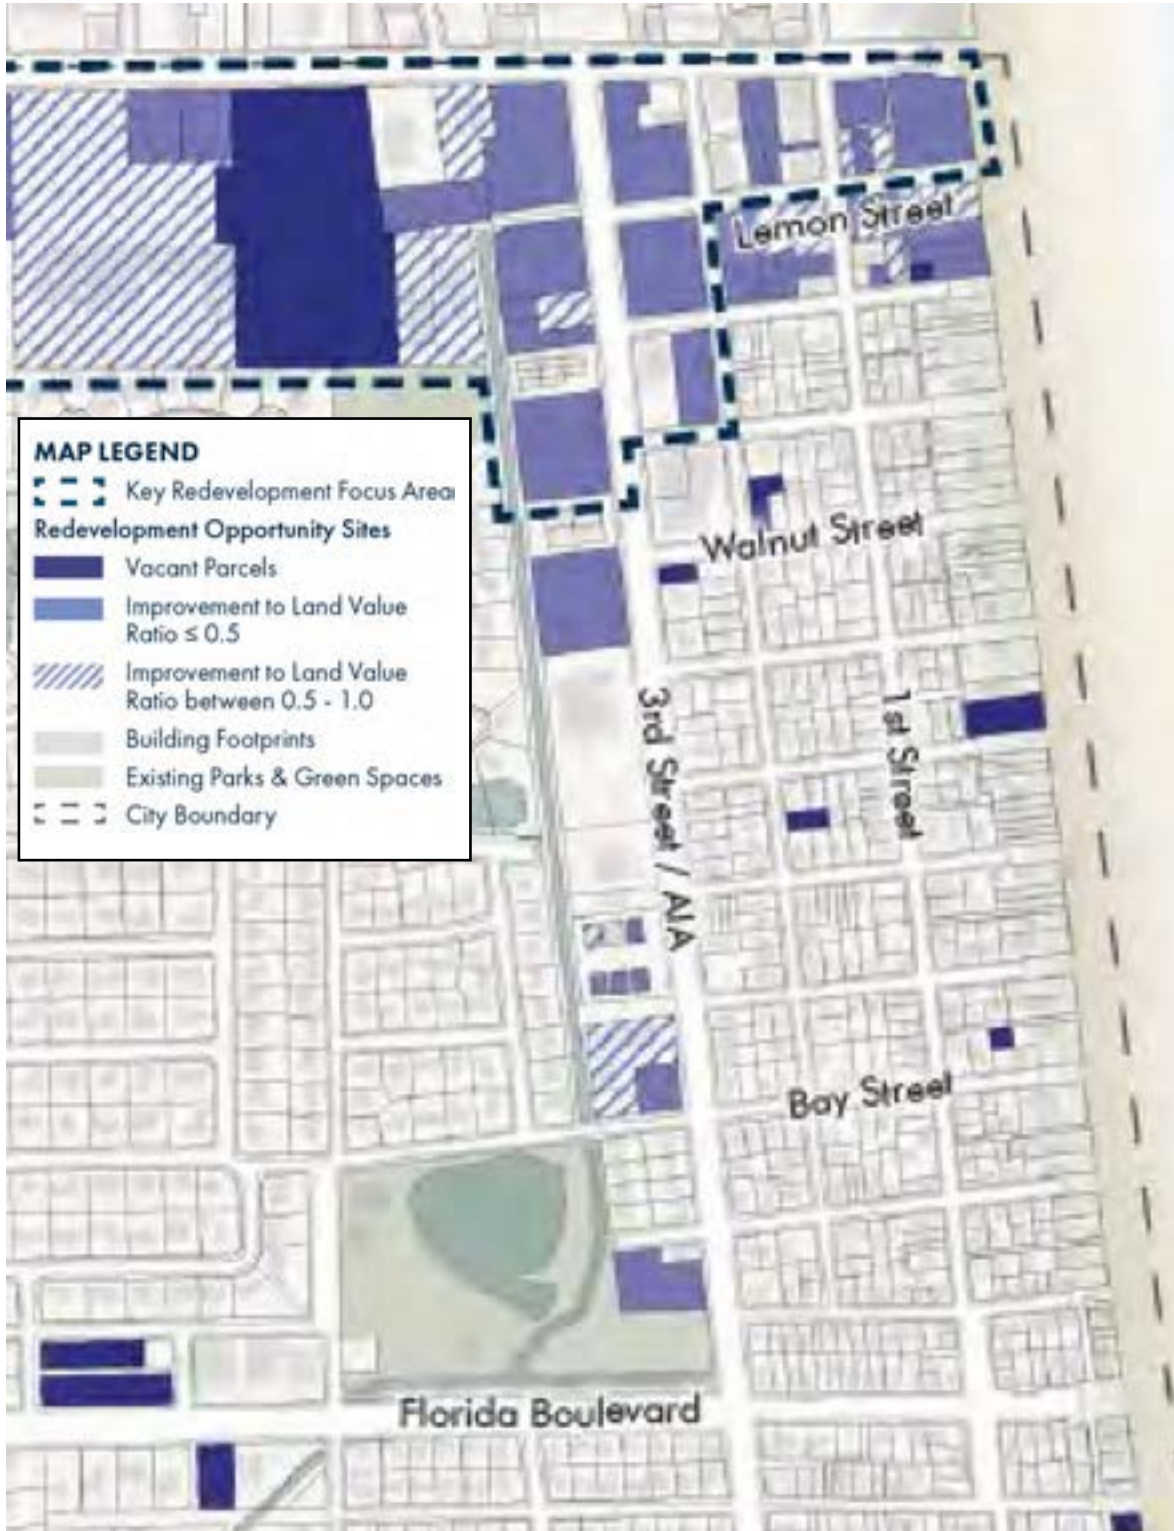 Lemon Street
MAP LEGEND
Key Redevelopment Focus Area
Redevelopment Opportunity Sites
Vacant Parcels
Improvement to Land Value
Ratio ≤ 0.5
Improvement to Land Value
Ratio between 0.5 - 1.0
Building Footprints
Existing Parks & Green Spaces
City Boundary
Walnut Street
3rd Street / A1A
1st Street
Bay Street
Florida Boulevard